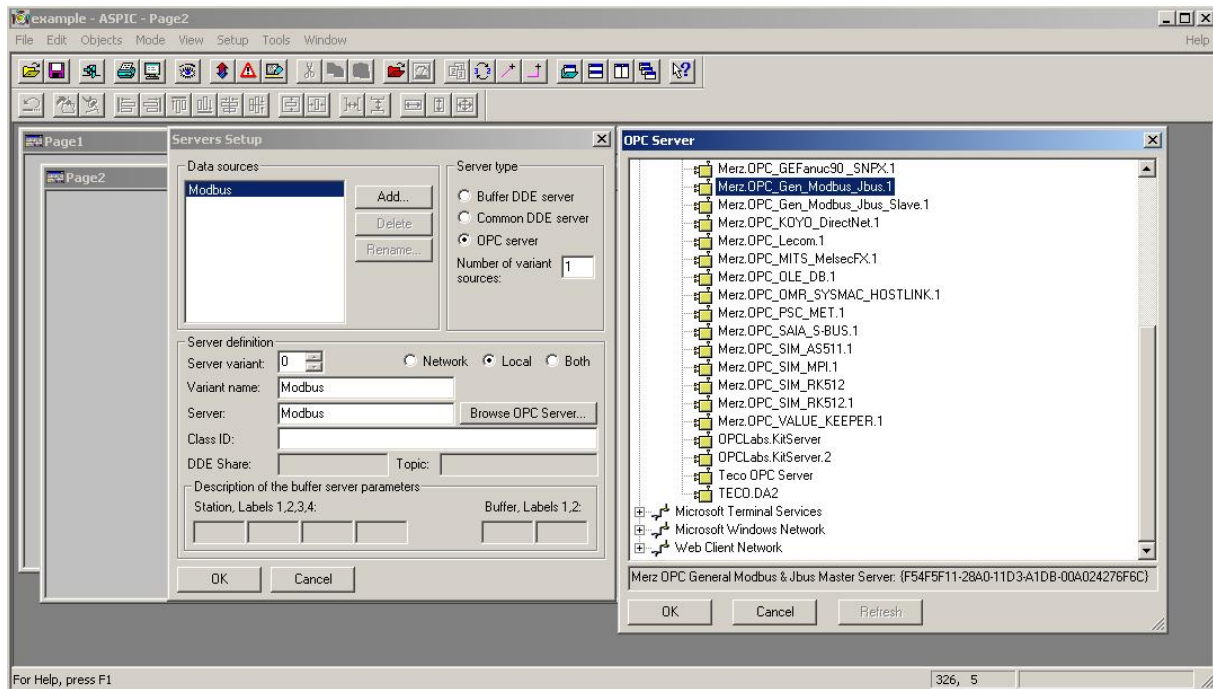 example - ASPIC - Page2
File Edit Objects Mode View Setup Tools Window Help
Page1
Page2
Servers Setup
Data sources
Modbus
Add...
Delete
Rename...
Server type
Buffer DDE server
Common DDE server
OPC server
Number of variant
sources:
1
Server definition
Server variant: 0 Network Local Both
Variant name: Modbus
Server: Modbus Browse OPC Server...
Class ID:
DDE Share: Topic:
Description of the buffer server parameters
Station, Labels 1,2,3,4: Buffer, Labels 1,2:
OK Cancel
OPC Server
Merz.OPC_GEFanuc90_SNPX.1
Merz.OPC_Gen_Modbus_Jbus.1
Merz.OPC_Gen_Modbus_Jbus_Slave.1
Merz.OPC_KOYO_DirectNet.1
Merz.OPC_Lecom.1
Merz.OPC_MITS_MelsecFX.1
Merz.OPC_OLE_DB.1
Merz.OPC_OMR_SYSMAC_HOSTLINK.1
Merz.OPC_PSC_MET.1
Merz.OPC_SAIA_S-BUS.1
Merz.OPC_SIM_AS511.1
Merz.OPC_SIM_MPI.1
Merz.OPC_SIM_RK512
Merz.OPC_SIM_RK512.1
Merz.OPC_VALUE_KEEPER.1
OPCLabs.KitServer
OPCLabs.KitServer.2
Teco OPC Server
TECO.DA2
Microsoft Terminal Services
Microsoft Windows Network
Web Client Network
Merz OPC General Modbus & Jbus Master Server: {F54F5F11-28A0-11D3-A1DB-00A024276F6C}
OK Cancel Refresh
For Help, press F1
326, 5